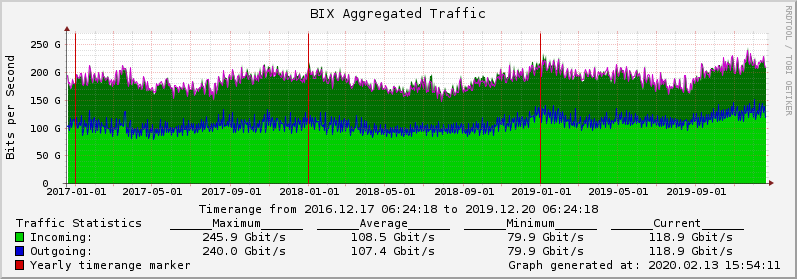 BIX Aggregated Traffic
RRDTOOL / TOBI OETIKER
Bits per Second
250 G
200 G
150 G
100 G
50 G
0
2017-01-01 2017-05-01 2017-09-01 2018-01-01 2018-05-01 2018-09-01 2019-01-01 2019-05-01 2019-09-01
Timerange from 2016.12.17 06:24:18 to 2019.12.20 06:24:18
Traffic Statistics Maximum Average Minimum Current
Incoming: 245.9 Gbit/s 108.5 Gbit/s 79.9 Gbit/s 118.9 Gbit/s
Outgoing: 240.0 Gbit/s 107.4 Gbit/s 79.9 Gbit/s 118.9 Gbit/s
Yearly timerange marker Graph generated at: 2020.02.13 15:54:11